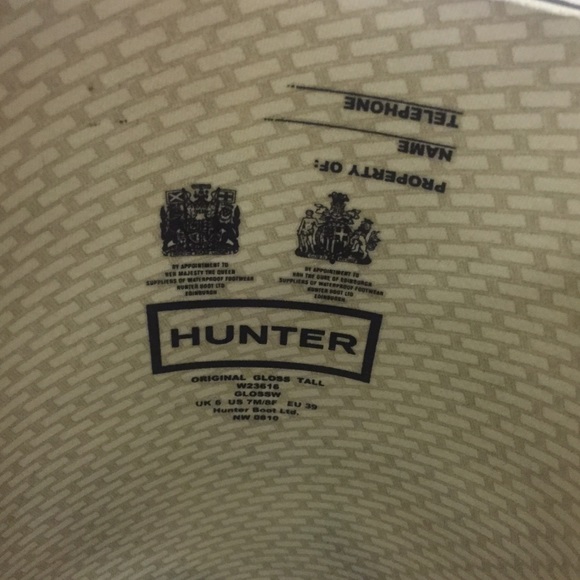 PROPERTY OF:
NAME
TELEPHONE
BY APPOINTMENT TO
HER MAJESTY THE QUEEN
SUPPLIERS OF WATERPROOF FOOTWEAR
HUNTER BOOT LTD
EDINBURGH
BY APPOINTMENT TO
HRH THE DUKE OF EDINBURGH
SUPPLIERS OF WATERPROOF FOOTWEAR
HUNTER BOOT LTD
EDINBURGH
HUNTER
ORIGINAL GLOSS TALL
W23616
GLOSSW
UK 6 US 7M/8F EU 39
Hunter Boot Ltd.
NW 0810